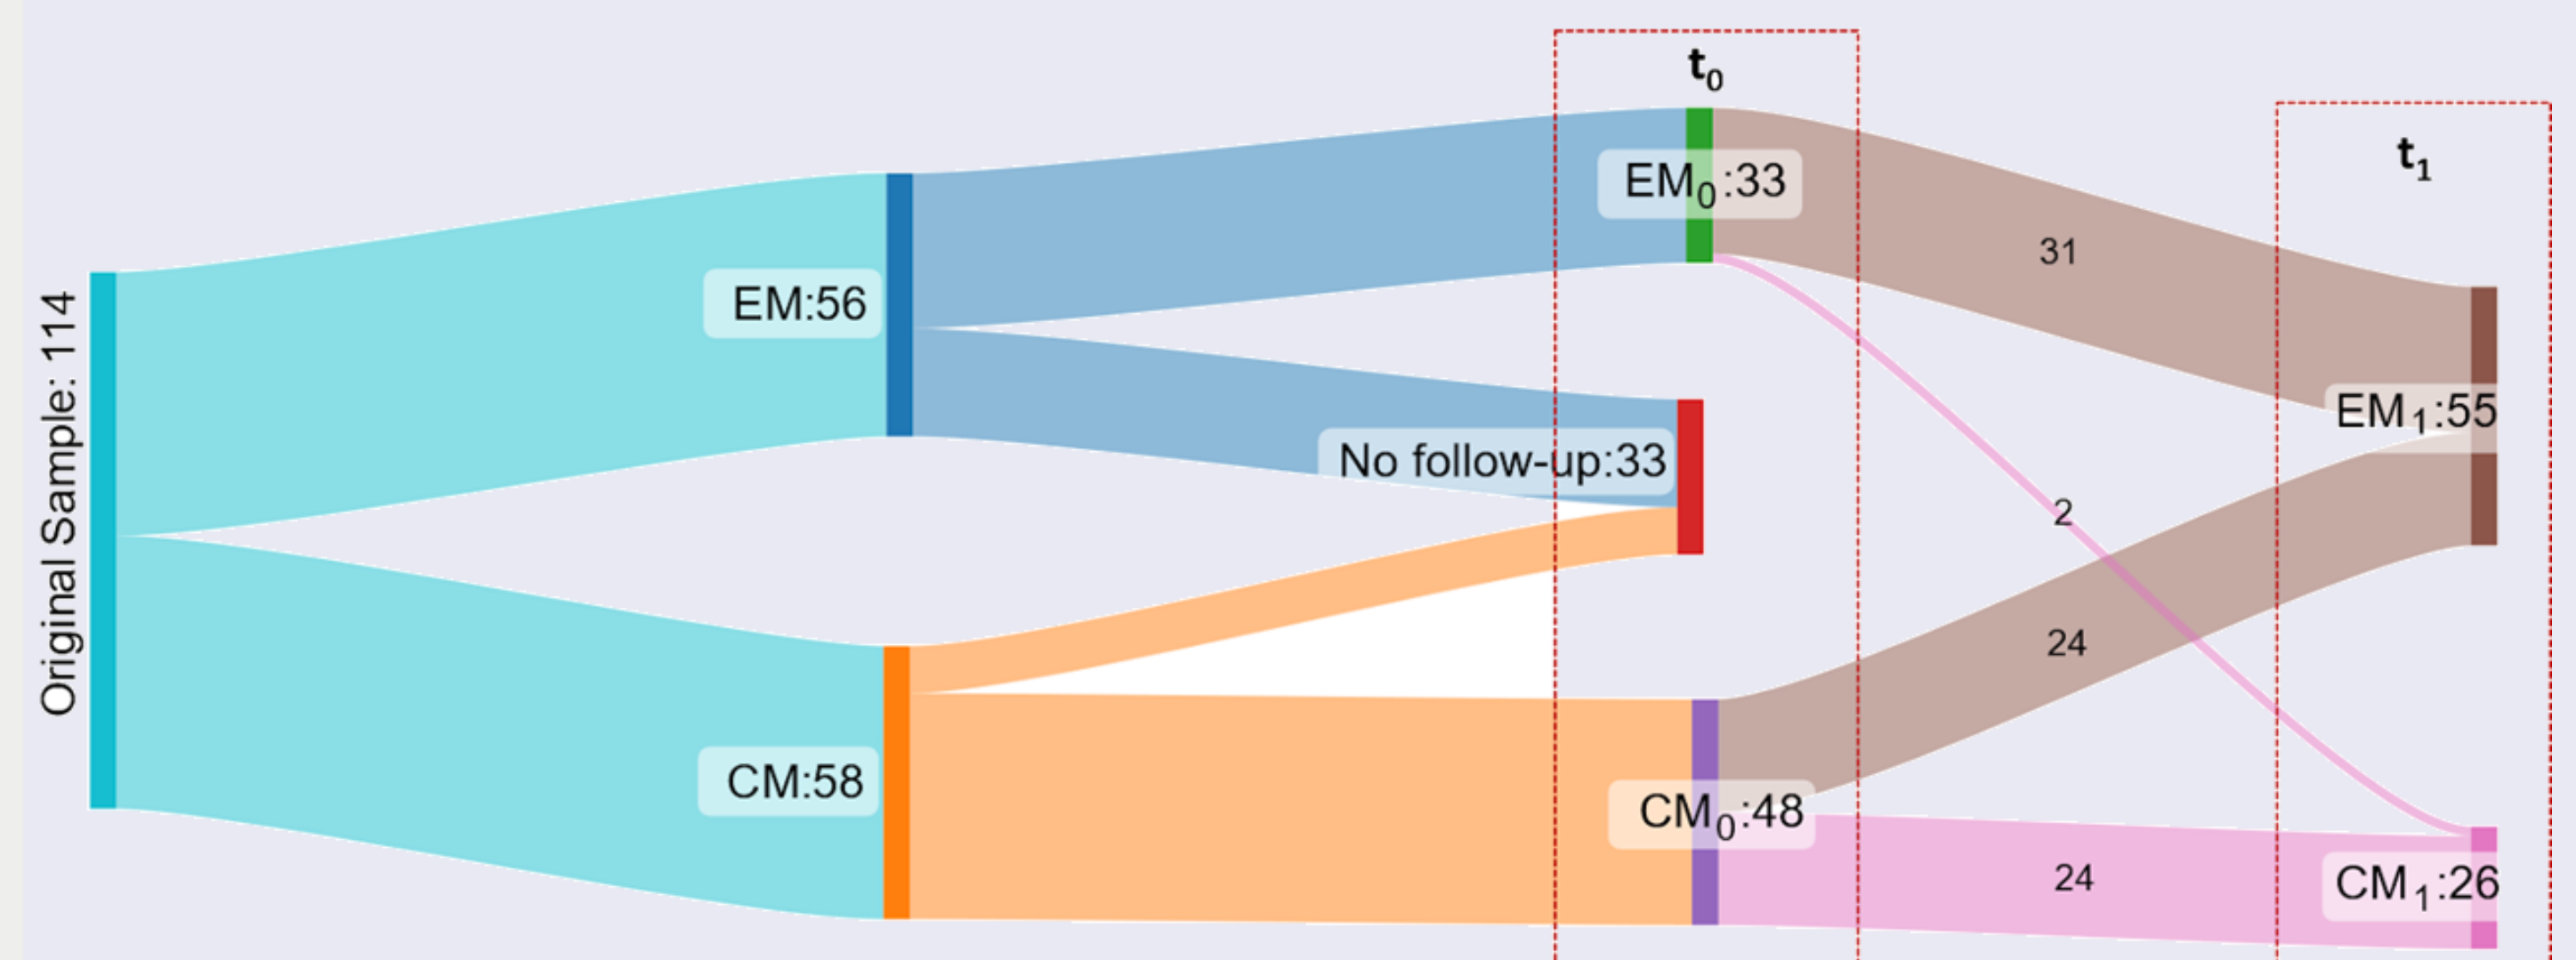 Original Sample: 114
EM:56
CM:58
t₀
EM₀:33
No follow-up:33
CM₀:48
31
2
24
24
t₁
EM₁:55
CM₁:26